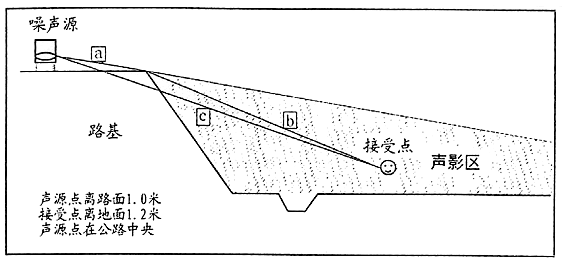 噪声源
a
c
b
路基
接受点
声影区
声源点离路面1.0米
接受点离地面1.2米
声源点在公路中央